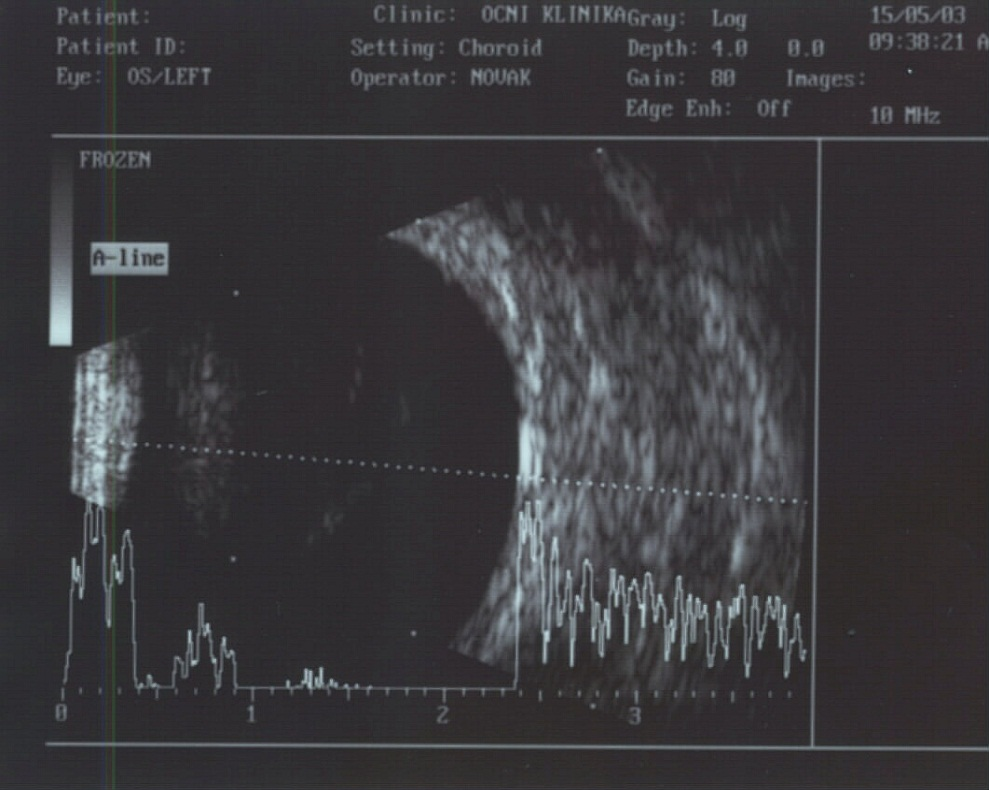 Patient: Clinic: OCNI KLINIKA Gray: Log 15/05/03
Patient ID: Setting: Choroid Depth: 4.0 0.0 09:38:21 A
Eye: OS/LEFT Operator: NOVAK Gain: 80 Images:
Edge Enh: Off 10 MHz
FROZEN
A-line
0 1 2 3